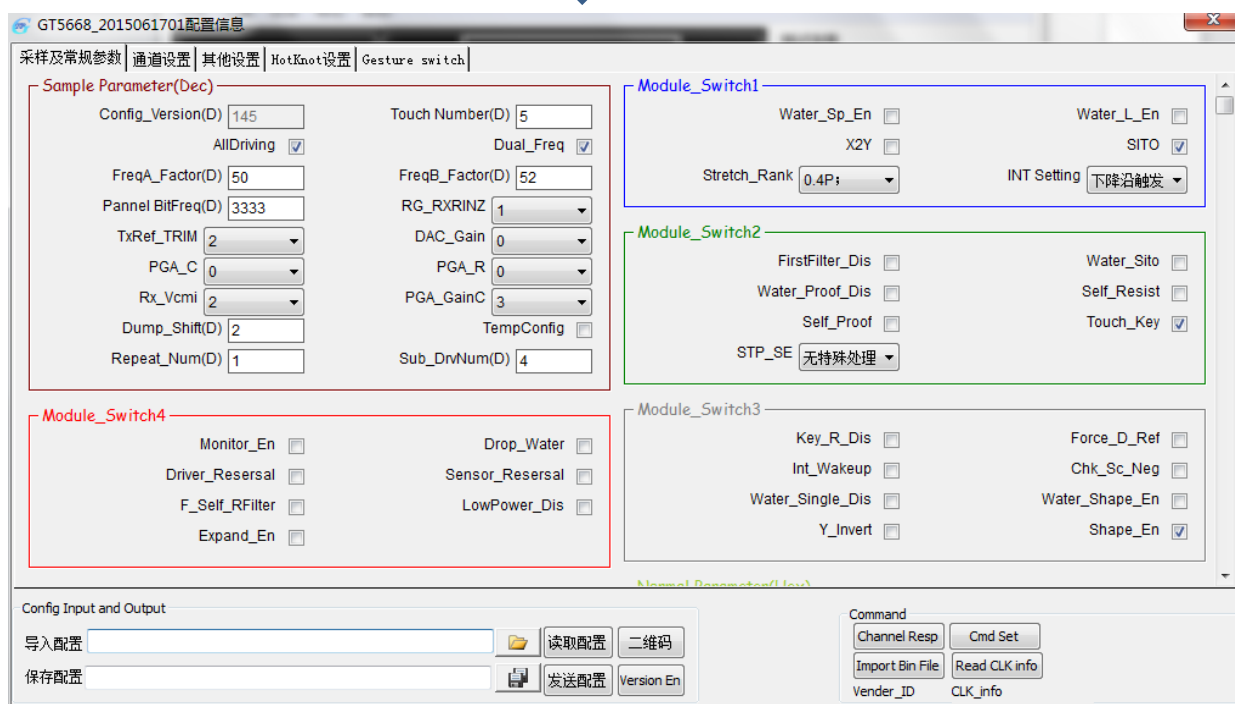 GT5668_2015061701配置信息
采样及常规参数 通道设置 其他设置 HotKnot设置 Gesture switch
Sample Parameter(Dec)
Config_Version(D) 145 Touch Number(D) 5
AllDriving Dual_Freq
FreqA_Factor(D) 50 FreqB_Factor(D) 52
Pannel BitFreq(D) 3333 RG_RXRINZ 1
TxRef_TRIM 2 DAC_Gain 0
PGA_C 0 PGA_R 0
Rx_Vcmi 2 PGA_GainC 3
Dump_Shift(D) 2 TempConfig
Repeat_Num(D) 1 Sub_DrvNum(D) 4
Module_Switch1
Water_Sp_En Water_L_En
X2Y SITO
Stretch_Rank 0.4P; INT Setting 下降沿触发
Module_Switch2
FirstFilter_Dis Water_Sito
Water_Proof_Dis Self_Resist
Self_Proof Touch_Key
STP_SE 无特殊处理
Module_Switch4
Monitor_En Drop_Water
Driver_Resersal Sensor_Resersal
F_Self_RFilter LowPower_Dis
Expand_En
Module_Switch3
Key_R_Dis Force_D_Ref
Int_Wakeup Chk_Sc_Neg
Water_Single_Dis Water_Shape_En
Y_Invert Shape_En
Normal Parameter(Hex)
Config Input and Output
导入配置 读取配置 二维码
保存配置 发送配置 Version En
Command
Channel Resp Cmd Set
Import Bin File Read CLK info
Vender_ID CLK_info